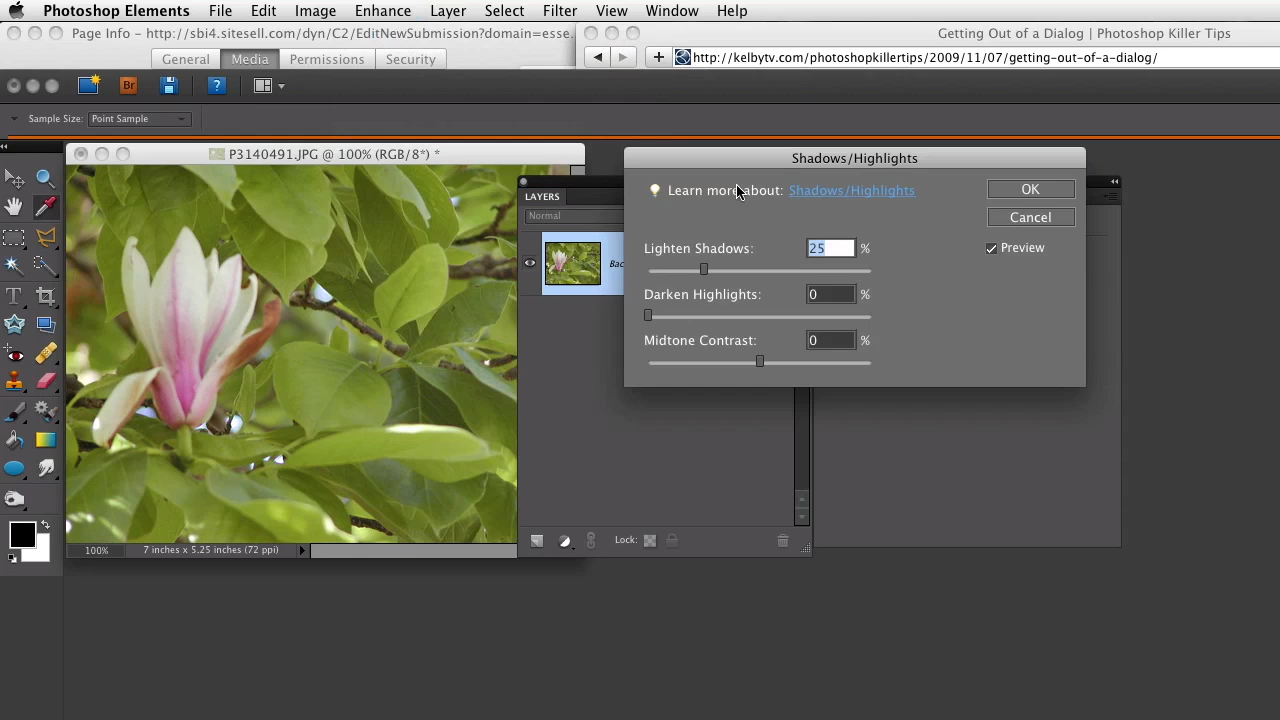 Photoshop Elements File Edit Image Enhance Layer Select Filter View Window Help
Page Info – http://sbi4.sitesell.com/dyn/C2/EditNewSubmission?domain=esse...
Getting Out of a Dialog | Photoshop Killer Tips
General Media Permissions Security
http://kelbytv.com/photoshopkillertips/2009/11/07/getting-out-of-a-dialog/
Br
?
Sample Size: Point Sample
P3140491.JPG @ 100% (RGB/8*) *
Shadows/Highlights
Learn more about: Shadows/Highlights
OK
LAYERS
Normal
Cancel
Lighten Shadows: 25 %
Preview
Darken Highlights: 0 %
Midtone Contrast: 0 %
T
Lock:
100% 7 inches x 5.25 inches (72 ppi)